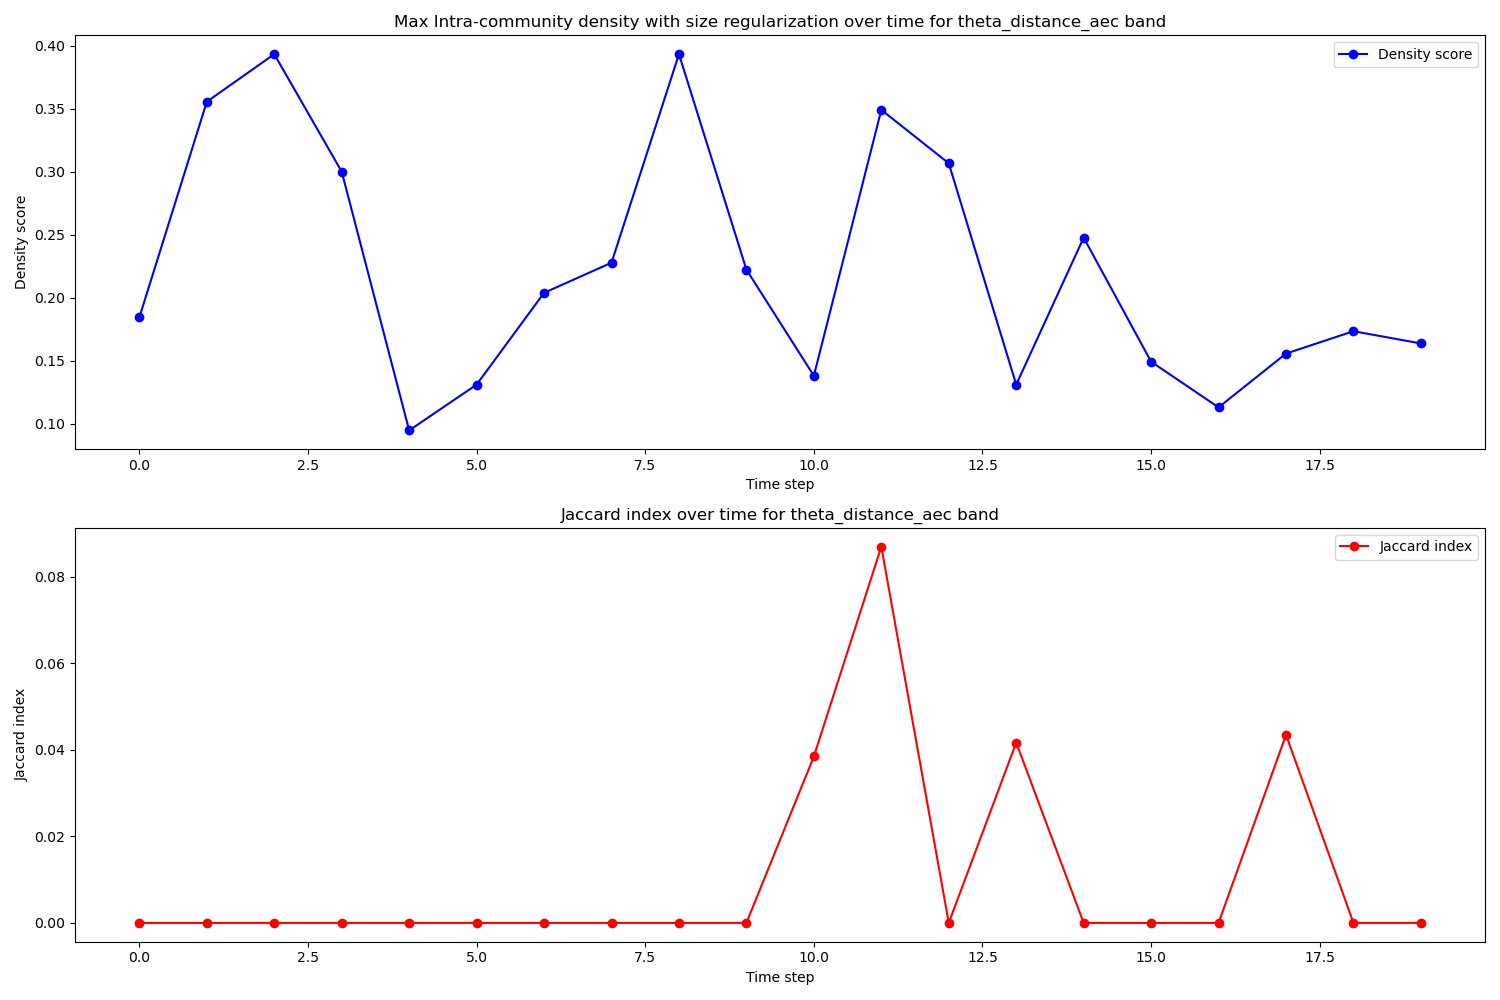 Max Intra-community density with size regularization over time for theta_distance_aec band
Density score
0.40
0.35
0.30
0.25
0.20
0.15
0.10
Density score
0.0 2.5 5.0 7.5 10.0 12.5 15.0 17.5
Time step
Jaccard index over time for theta_distance_aec band
Jaccard index
0.08
0.06
0.04
0.02
0.00
Jaccard index
0.0 2.5 5.0 7.5 10.0 12.5 15.0 17.5
Time step